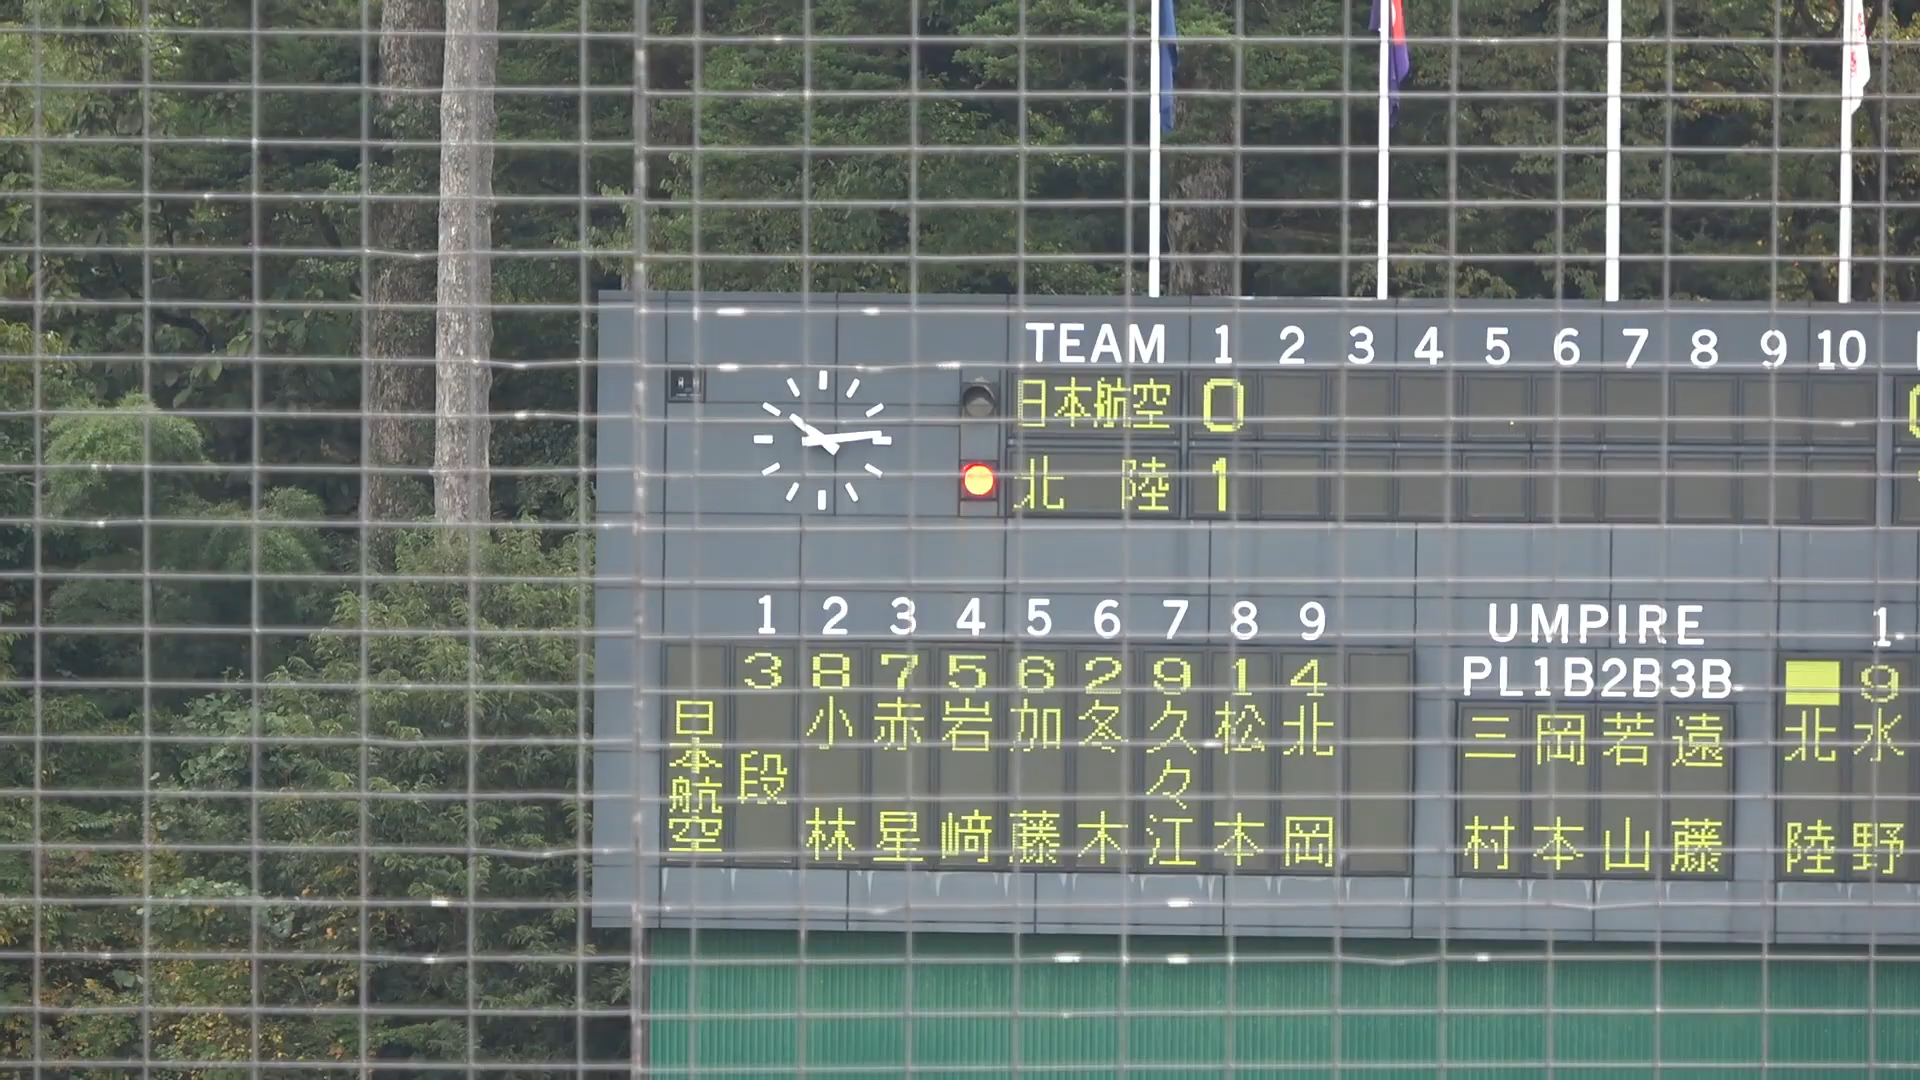 TEAM 1 2 3 4 5 6 7 8 9 10
日本航空 0
北陸 1
1 2 3 4 5 6 7 8 9
3 8 7 5 6 2 9 1 4
日本航空
段
小林
赤星
岩﨑
加藤
冬木
久々江
松本
北岡
UMPIRE
PL 1B 2B 3B
三村
岡本
若山
遠藤
1
9
北陸
水野